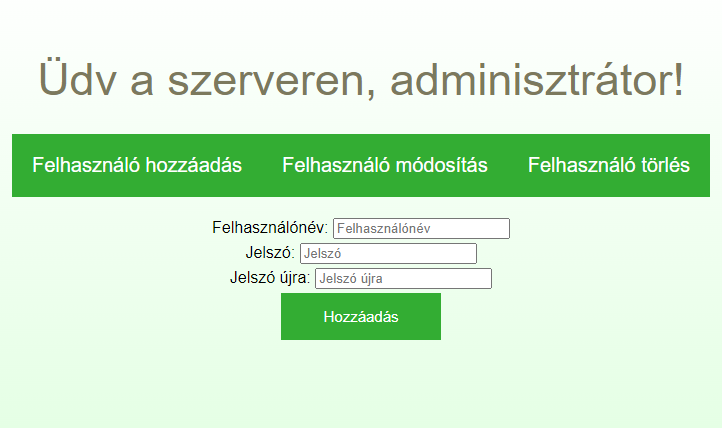 Üdv a szerveren, adminisztrátor!
Felhasználó hozzáadás Felhasználó módosítás Felhasználó törlés
Felhasználónév: Felhasználónév
Jelszó: Jelszó
Jelszó újra: Jelszó újra
Hozzáadás